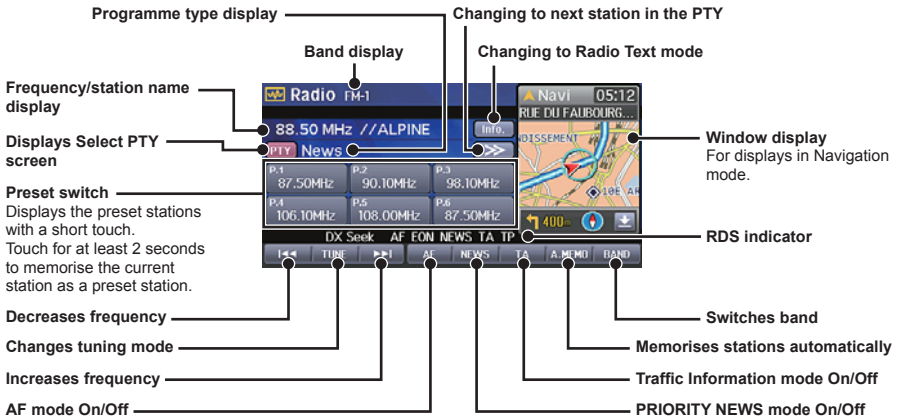 Programme type display
Changing to next station in the PTY
Band display
Changing to Radio Text mode
Frequency/station name
display
Displays Select PTY
screen
Preset switch
Displays the preset stations
with a short touch.
Touch for at least 2 seconds
to memorise the current
station as a preset station.
Decreases frequency
Changes tuning mode
Increases frequency
AF mode On/Off
Radio FM-1
88.50 MHz //ALPINE
Info.
PTY News
>>
P.1 87.50MHz
P.2 90.10MHz
P.3 98.10MHz
P.4 106.10MHz
P.5 108.00MHz
P.6 87.50MHz
DX Seek AF EON NEWS TA TP
TUNE
AF
NEWS
TA
A.MEMO
BAND
Navi 05:12
RUE DU FAUBOURG...
DISSEMENT
10E AR
400m
Window display
For displays in Navigation
mode.
RDS indicator
Switches band
Memorises stations automatically
Traffic Information mode On/Off
PRIORITY NEWS mode On/Off